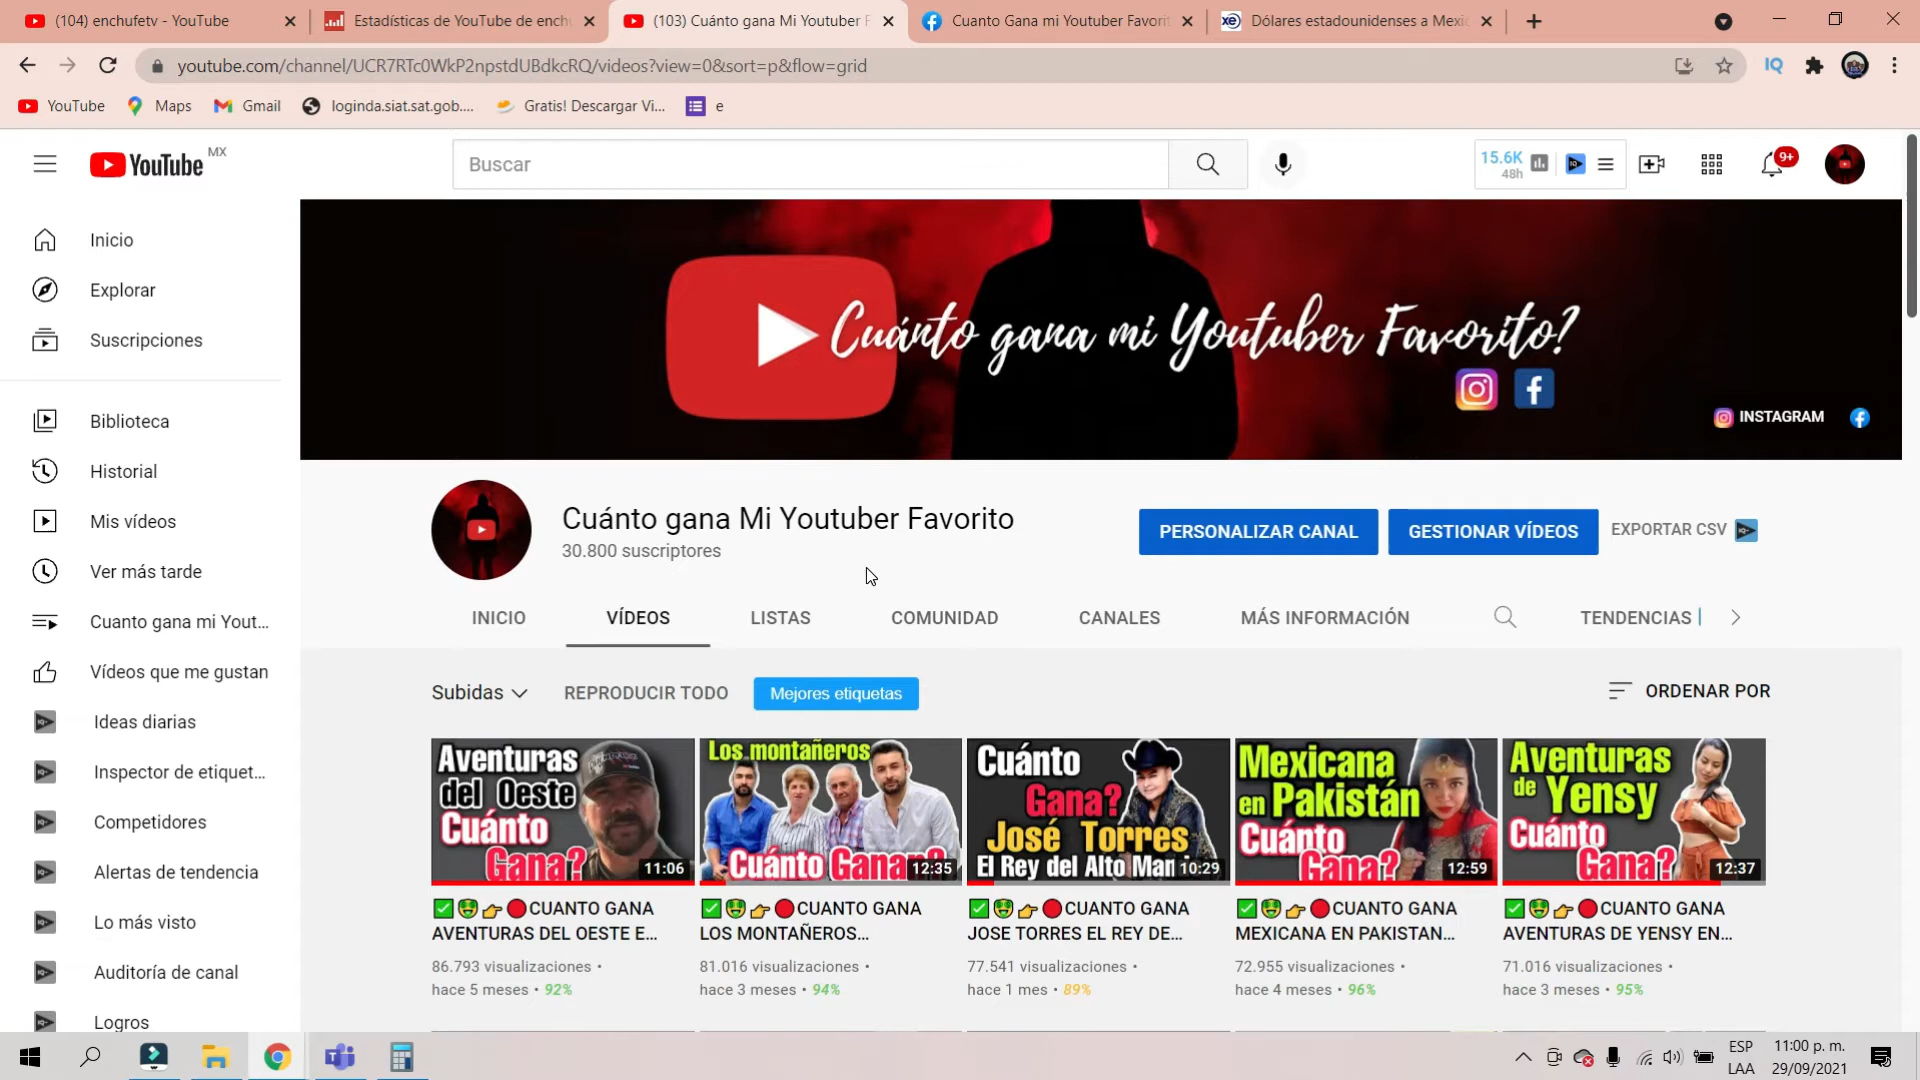 (104) enchufetv - YouTube
Estadísticas de YouTube de ench
(103) Cuánto gana Mi Youtuber F
Cuanto Gana mi Youtuber Favorit
Dólares estadounidenses a Mexic
youtube.com/channel/UCR7RTc0WkP2npstdUBdkcRQ/videos?view=0&sort=p&flow=grid
YouTube
Maps
Gmail
loginda.siat.sat.gob....
Gratis! Descargar Vi...
e
YouTube MX
Buscar
15.6K
48h
9+
Inicio
Explorar
Suscripciones
Biblioteca
Historial
Mis vídeos
Ver más tarde
Cuanto gana mi Yout...
Vídeos que me gustan
Ideas diarias
Inspector de etiquet...
Competidores
Alertas de tendencia
Lo más visto
Auditoría de canal
Logros
Cuánto gana mi Youtuber Favorito?
INSTAGRAM
Cuánto gana Mi Youtuber Favorito
30.800 suscriptores
PERSONALIZAR CANAL
GESTIONAR VÍDEOS
EXPORTAR CSV
INICIO
VÍDEOS
LISTAS
COMUNIDAD
CANALES
MÁS INFORMACIÓN
TENDENCIAS
Subidas
REPRODUCIR TODO
Mejores etiquetas
ORDENAR POR
Aventuras
del Oeste
Cuánto
Gana?
11:06
✅🤑👉🔴CUANTO GANA
AVENTURAS DEL OESTE E...
86.793 visualizaciones •
hace 5 meses • 92%
Los montañeros
Cuánto Ganan?
12:35
✅🤑👉🔴CUANTO GANA
LOS MONTAÑEROS...
81.016 visualizaciones •
hace 3 meses • 94%
Cuánto
Gana?
José Torres
El Rey del Alto Man
10:29
✅🤑👉🔴CUANTO GANA
JOSE TORRES EL REY DE...
77.541 visualizaciones •
hace 1 mes • 89%
Mexicana
en Pakistán
Cuánto
Gana?
12:59
✅🤑👉🔴CUANTO GANA
MEXICANA EN PAKISTAN...
72.955 visualizaciones •
hace 4 meses • 96%
Aventuras
de Yensy
Cuánto
Gana?
12:37
✅🤑👉🔴CUANTO GANA
AVENTURAS DE YENSY EN...
71.016 visualizaciones •
hace 3 meses • 95%
ESP
LAA
11:00 p. m.
29/09/2021